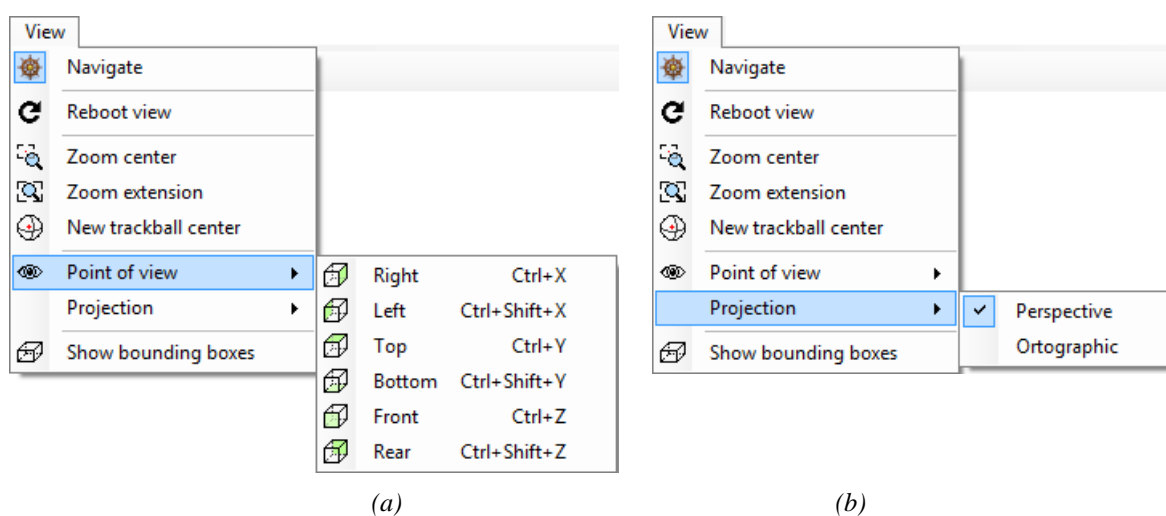 View
Navigate
Reboot view
Zoom center
Zoom extension
New trackball center
Point of view
Projection
Show bounding boxes
Right Ctrl+X
Left Ctrl+Shift+X
Top Ctrl+Y
Bottom Ctrl+Shift+Y
Front Ctrl+Z
Rear Ctrl+Shift+Z
(a)
View
Navigate
Reboot view
Zoom center
Zoom extension
New trackball center
Point of view
Projection
Show bounding boxes
Perspective
Ortographic
(b)